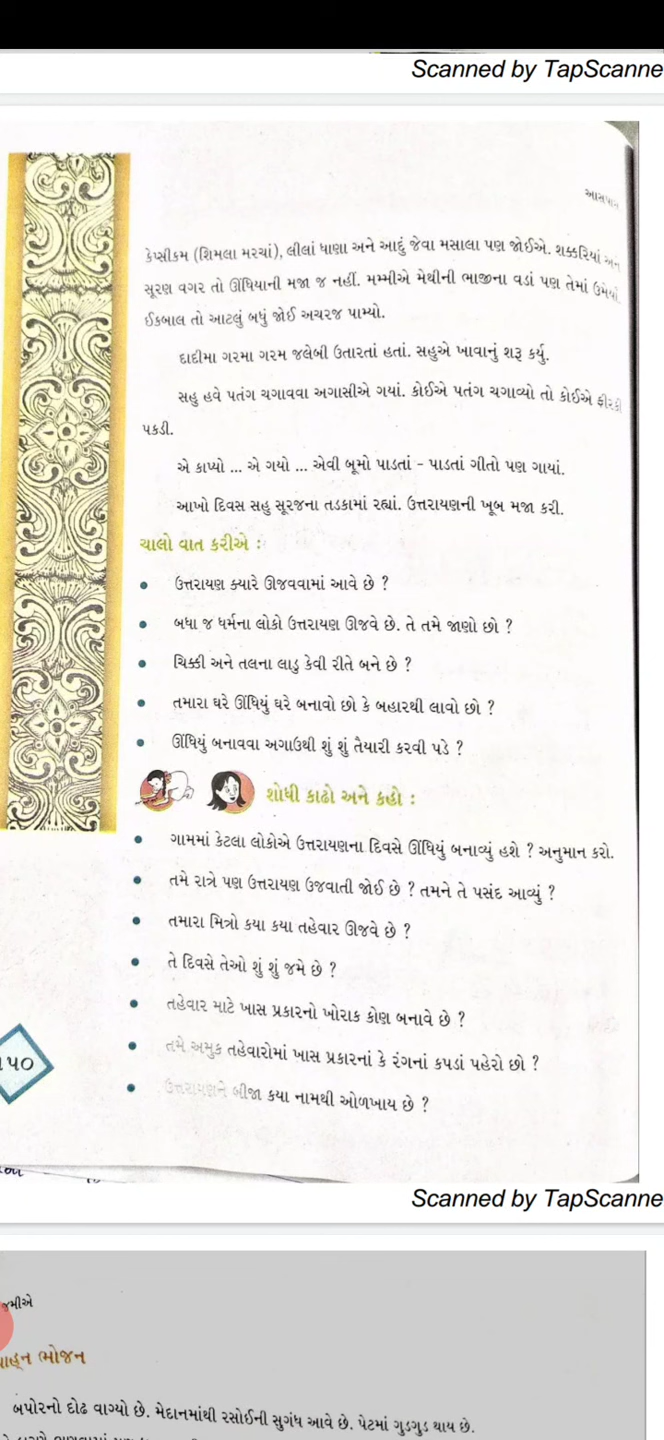 Scanned by TapScanne
આસપાસ
કેપ્સીકમ (શિમલા મરચાં), લીલાં ધાણા અને આદું જેવા મસાલા પણ જોઈએ. શક્કરિયાં અને
સૂરણ વગર તો ઊંધિયાની મજા જ નહીં. મમ્મીએ મેથીની ભાજીના વડાં પણ તેમાં ઉમેર્યા.
ઈકબાલ તો આટલું બધું જોઈ અચરજ પામ્યો.
દાદીમા ગરમા ગરમ જલેબી ઉતારતાં હતાં. સહુએ ખાવાનું શરૂ કર્યુ.
સહુ હવે પતંગ ચગાવવા અગાસીએ ગયાં. કોઈએ પતંગ ચગાવ્યો તો કોઈએ ફીરકી
પકડી.
એ કાપ્યો ... એ ગયો ... એવી બૂમો પાડતાં - પાડતાં ગીતો પણ ગાયાં.
આખો દિવસ સહુ સૂરજના તડકામાં રહ્યાં. ઉત્તરાયણની ખૂબ મજા કરી.
ચાલો વાત કરીએ :
• ઉત્તરાયણ ક્યારે ઊજવવામાં આવે છે ?
• બધા જ ધર્મના લોકો ઉત્તરાયણ ઊજવે છે. તે તમે જાણો છો ?
• ચિક્કી અને તલના લાડુ કેવી રીતે બને છે ?
• તમારા ઘરે ઊંધિયું ઘરે બનાવો છો કે બહારથી લાવો છો ?
• ઊંધિયું બનાવવા અગાઉથી શું શું તૈયારી કરવી પડે ?
શોધી કાઢો અને કહો :
• ગામમાં કેટલા લોકોએ ઉત્તરાયણના દિવસે ઊંધિયું બનાવ્યું હશે ? અનુમાન કરો.
• તમે રાત્રે પણ ઉત્તરાયણ ઉજવાતી જોઈ છે ? તમને તે પસંદ આવ્યું ?
• તમારા મિત્રો કયા કયા તહેવાર ઊજવે છે ?
• તે દિવસે તેઓ શું શું જમે છે ?
• તહેવાર માટે ખાસ પ્રકારનો ખોરાક કોણ બનાવે છે ?
• તમે અમુક તહેવારોમાં ખાસ પ્રકારનાં કે રંગનાં કપડાં પહેરો છો ?
• ઉત્તરાયણને બીજા કયા નામથી ઓળખાય છે ?
૧૫૦
Scanned by TapScanne
જમીએ
ભોજન
બપોરનો દોઢ વાગ્યો છે. મેદાનમાંથી રસોઈની સુગંધ આવે છે. પેટમાં ગુડગુડ થાય છે.